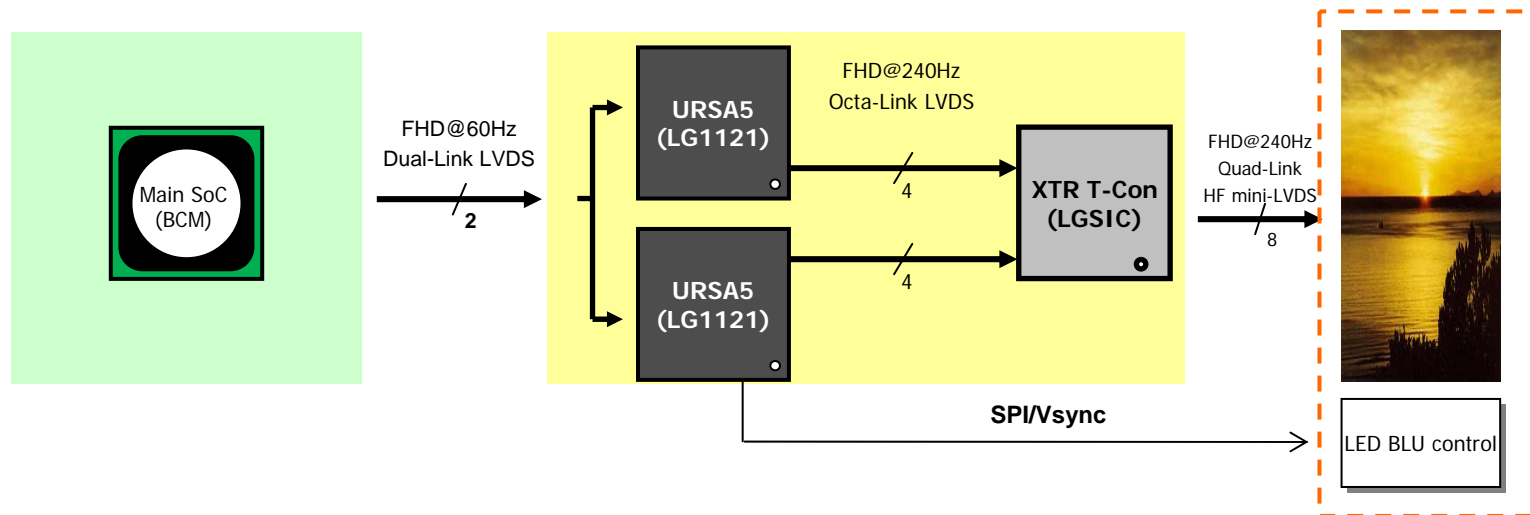 Main SoC
(BCM)
FHD@60Hz
Dual-Link LVDS
2
URSA5
(LG1121)
URSA5
(LG1121)
FHD@240Hz
Octa-Link LVDS
4
4
XTR T-Con
(LGSIC)
FHD@240Hz
Quad-Link
HF mini-LVDS
8
SPI/Vsync
LED BLU control